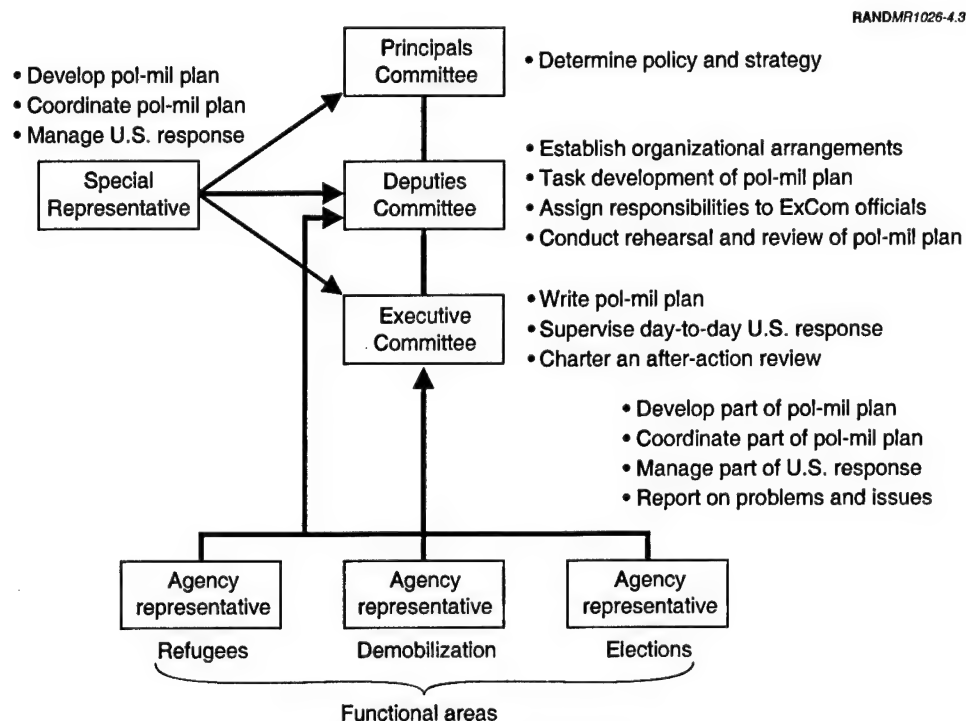 RANDMR1026-4.3
Principals
Committee
• Determine policy and strategy
• Develop pol-mil plan
• Coordinate pol-mil plan
• Manage U.S. response
Special
Representative
Deputies
Committee
• Establish organizational arrangements
• Task development of pol-mil plan
• Assign responsibilities to ExCom officials
• Conduct rehearsal and review of pol-mil plan
Executive
Committee
• Write pol-mil plan
• Supervise day-to-day U.S. response
• Charter an after-action review
• Develop part of pol-mil plan
• Coordinate part of pol-mil plan
• Manage part of U.S. response
• Report on problems and issues
Agency
representative
Agency
representative
Agency
representative
Refugees
Demobilization
Elections
Functional areas